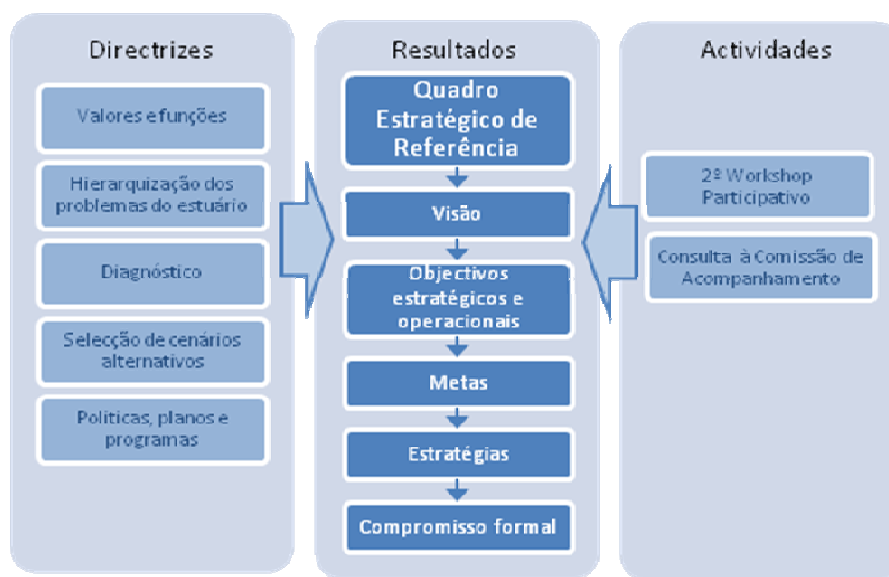 Directrizes
Valores e funções
Hierarquização dos
problemas do estuário
Diagnóstico
Selecção de cenários
alternativos
Políticas, planos e
programas
Resultados
Quadro
Estratégico de
Referência
Visão
Objectivos
estratégicos e
operacionais
Metas
Estratégias
Compromisso formal
Actividades
2º Workshop
Participativo
Consulta à Comissão de
Acompanhamento